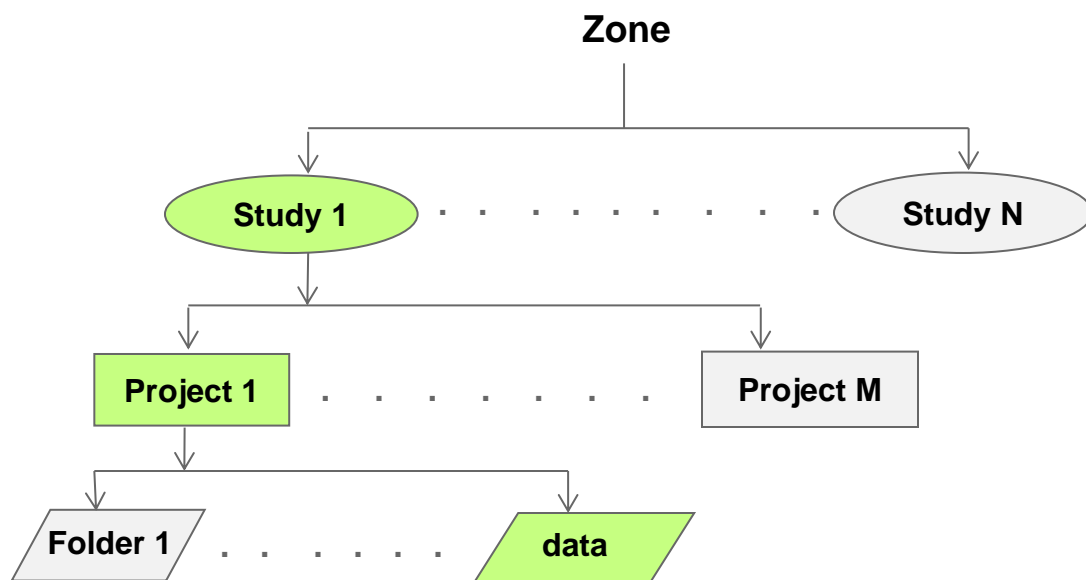 Zone
Study 1
Study N
Project 1
Project M
Folder 1
data